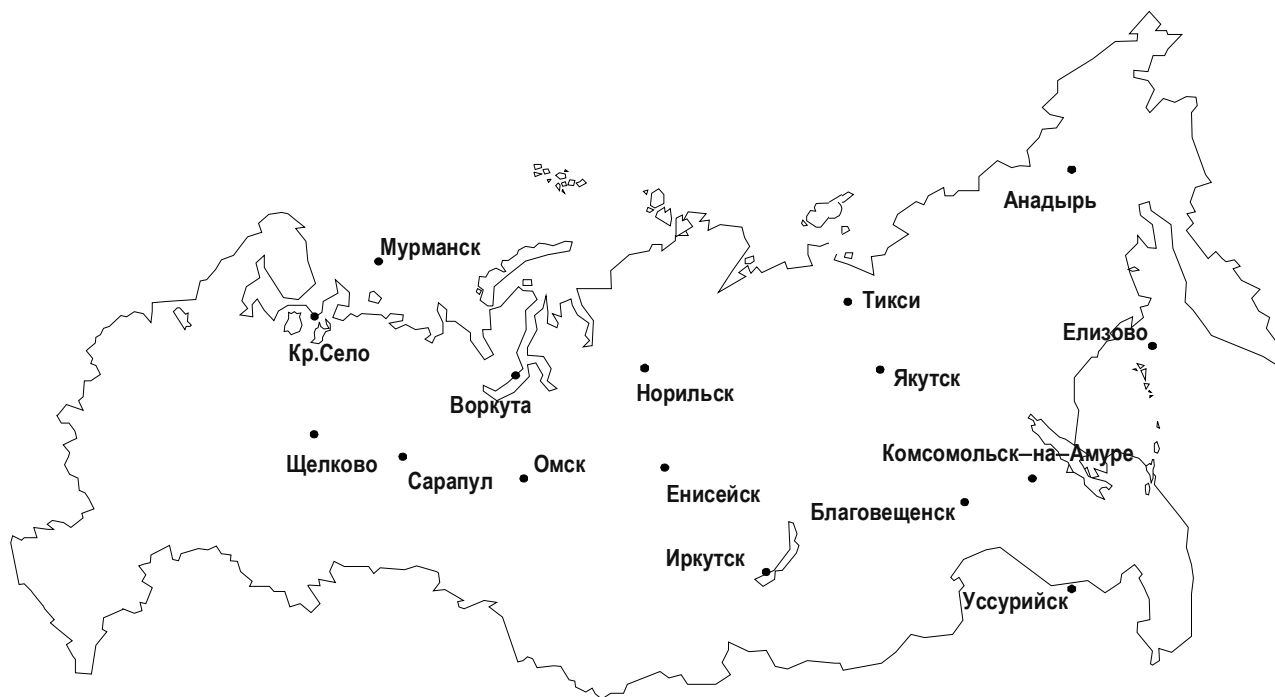 Анадырь
Мурманск
Тикси
Елизово
Кр.Село
Якутск
Норильск
Воркута
Комсомольск–на–Амуре
Щелково
Омск
Сарапул
Енисейск
Благовещенск
Иркутск
Уссурийск